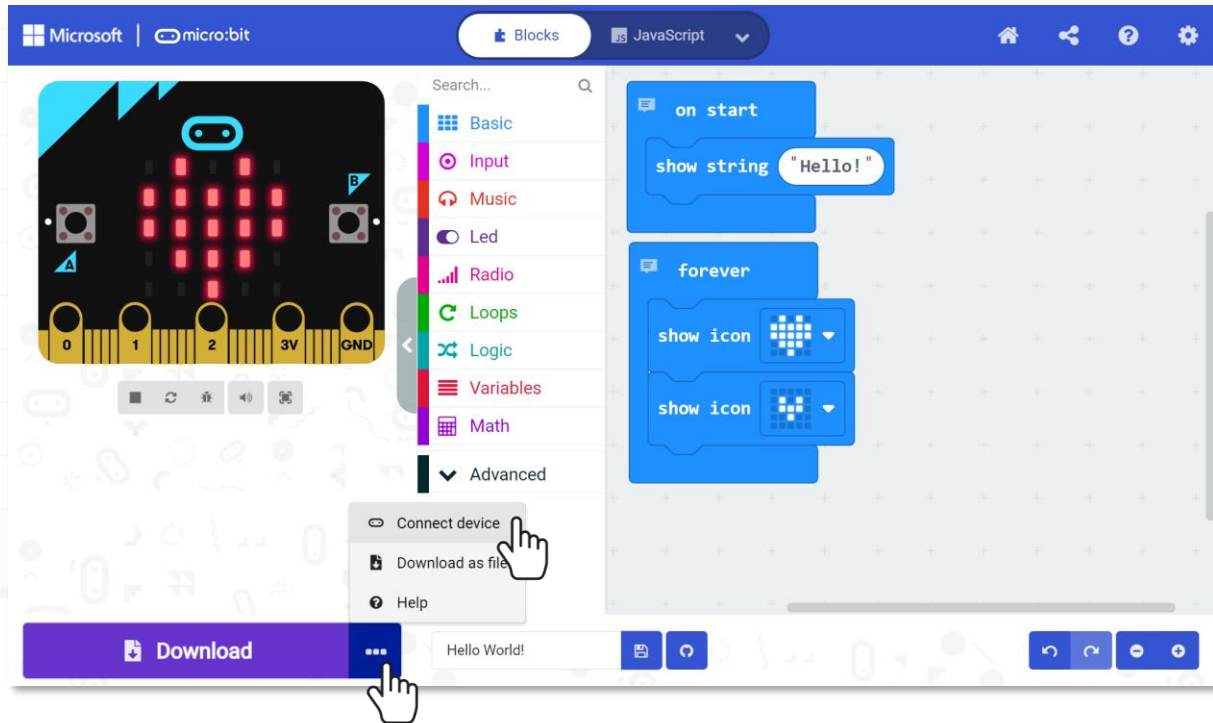 Microsoft | micro:bit
Blocks
JS JavaScript
B
A
0 1 2 3V GND
Search...
Basic
Input
Music
Led
Radio
Loops
Logic
Variables
Math
Advanced
on start
show string "Hello!"
forever
show icon
show icon
Connect device
Download as file
Help
Download
Hello World!